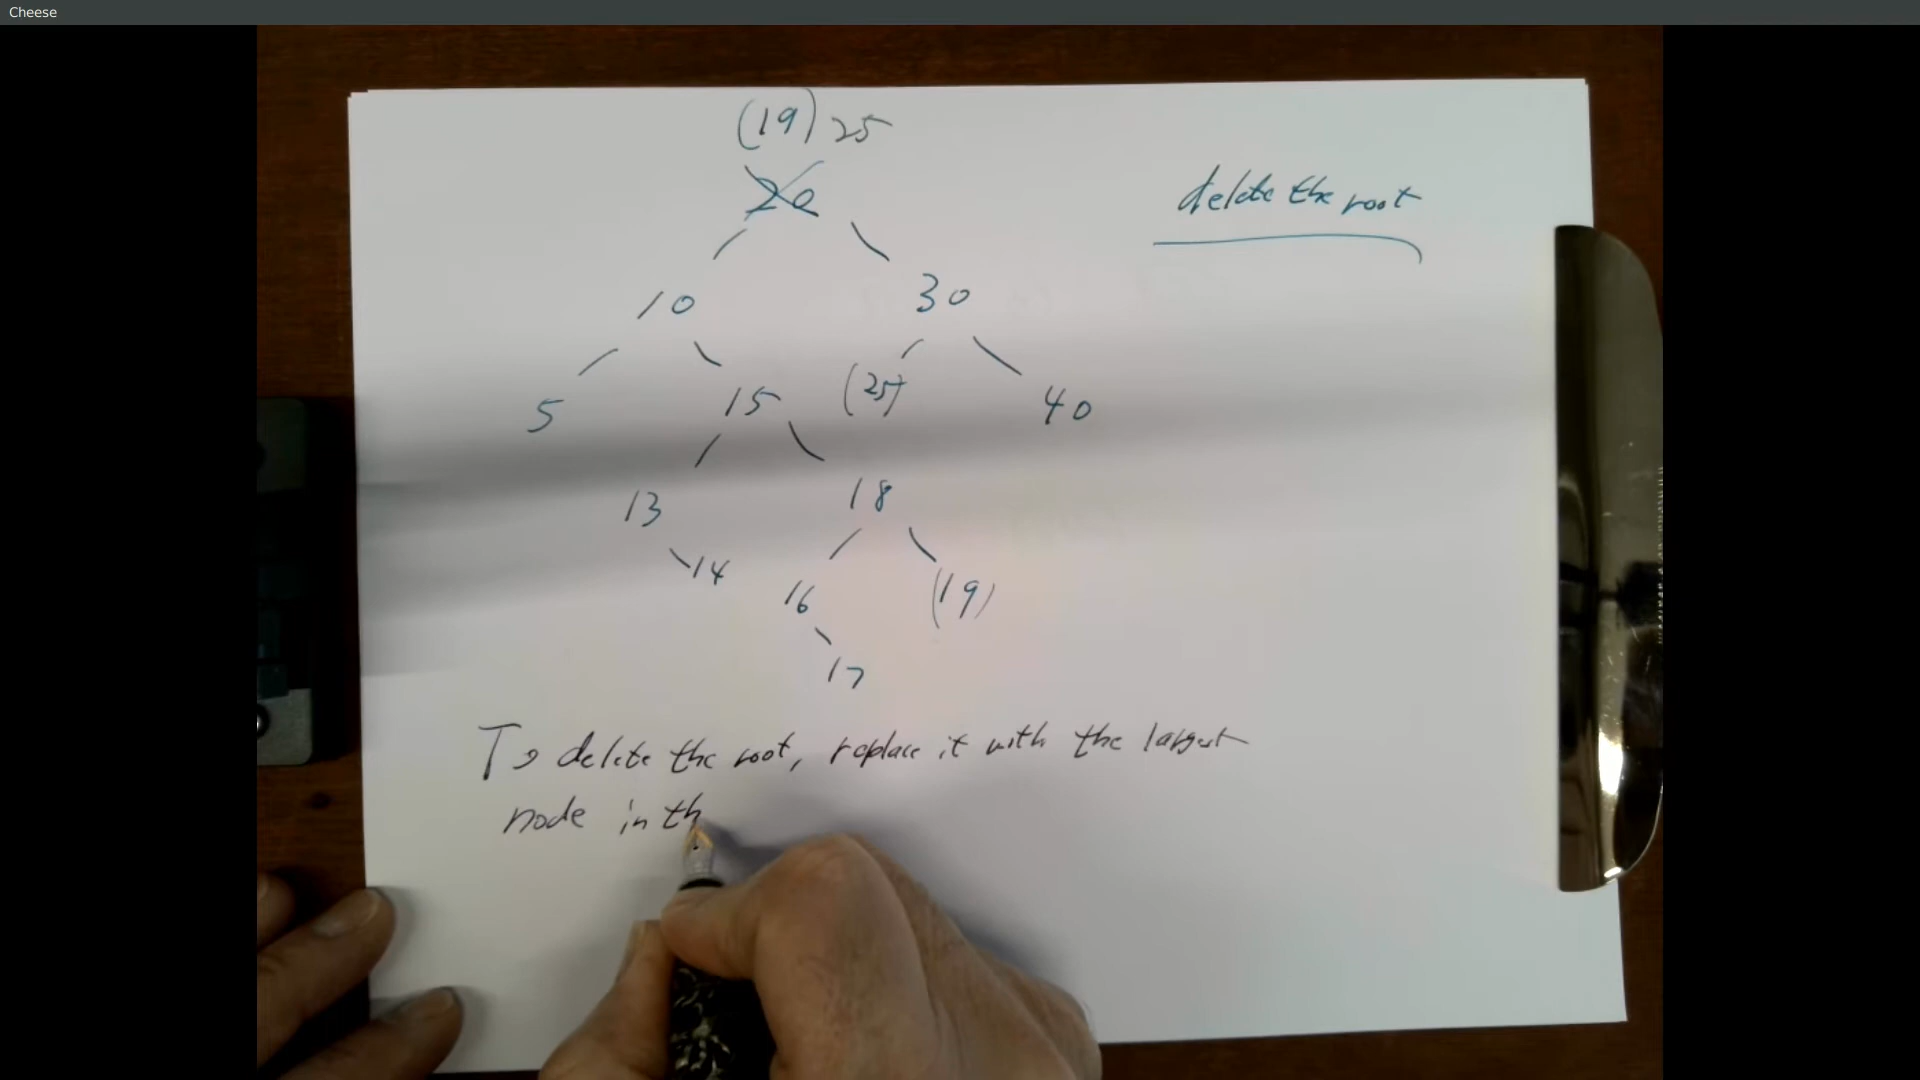 Cheese
(19) 25
20
delete the root
10 30
5 15 (25) 40
13 18
14 16 (19)
17
To delete the root, replace it with the largest
node in th